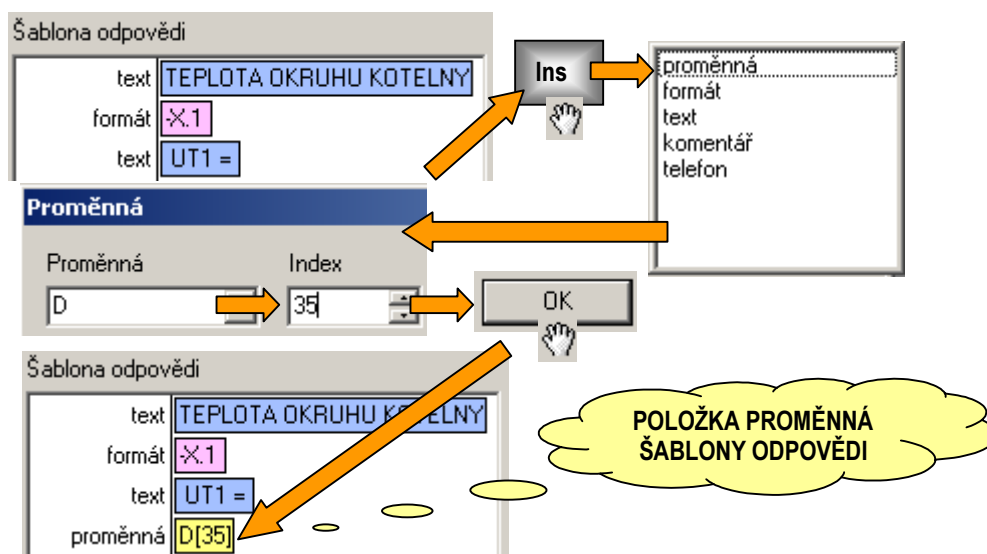 Šablona odpovědi
text TEPLOTA OKRUHU KOTELNY
formát -X.1
text UT1 =
Ins
proměnná
formát
text
komentář
telefon
Proměnná
Proměnná Index
D 35
OK
Šablona odpovědi
text TEPLOTA OKRUHU KOTELNY
formát -X.1
text UT1 =
proměnná D[35]
POLOŽKA PROMĚNNÁ
ŠABLONY ODPOVĚDI